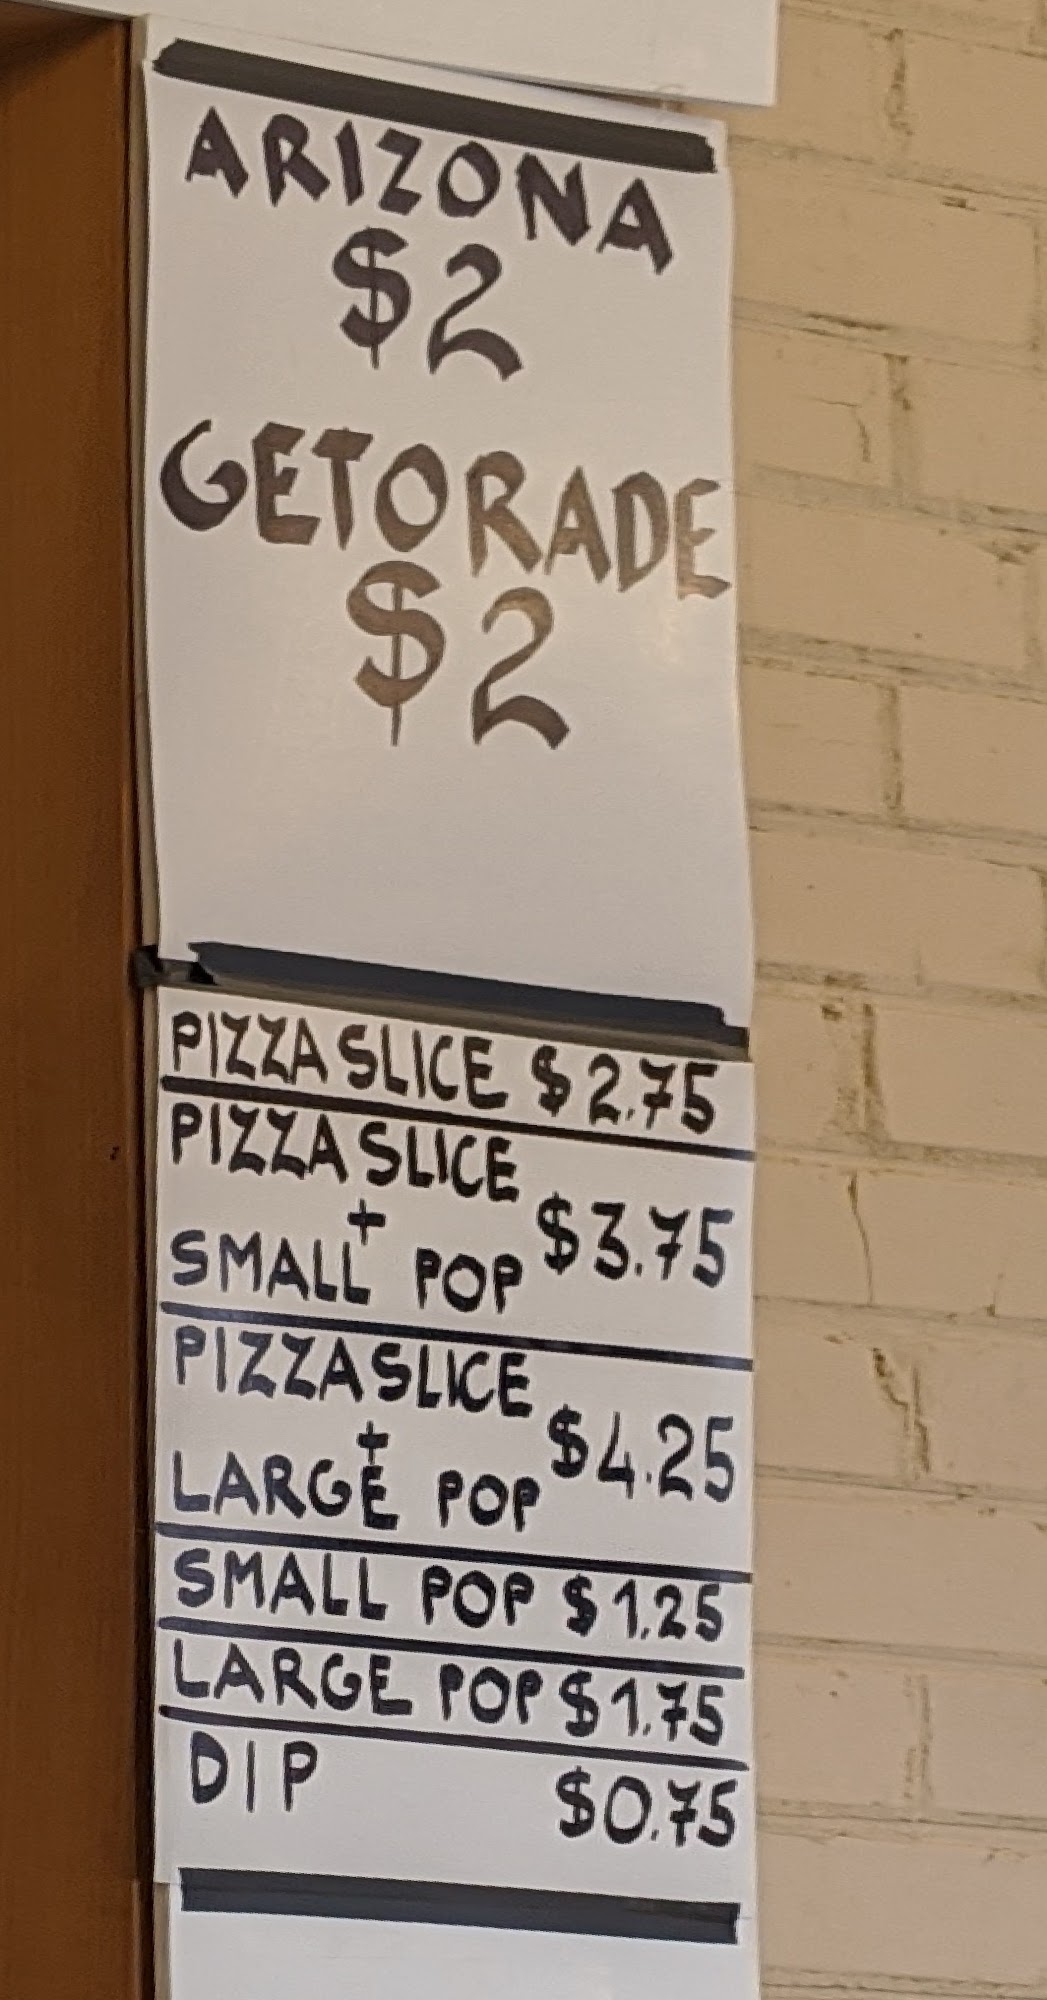 ARIZONA
$2
GETORADE
$2
PIZZA SLICE $2.75
PIZZA SLICE
+
SMALL POP $3.75
PIZZA SLICE
+
LARGE POP $4.25
SMALL POP $1.25
LARGE POP $1.75
DIP $0.75